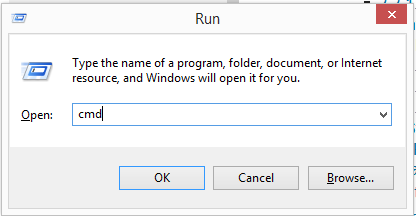 Run
Type the name of a program, folder, document, or Internet
resource, and Windows will open it for you.
Open: cmd
OK Cancel Browse...